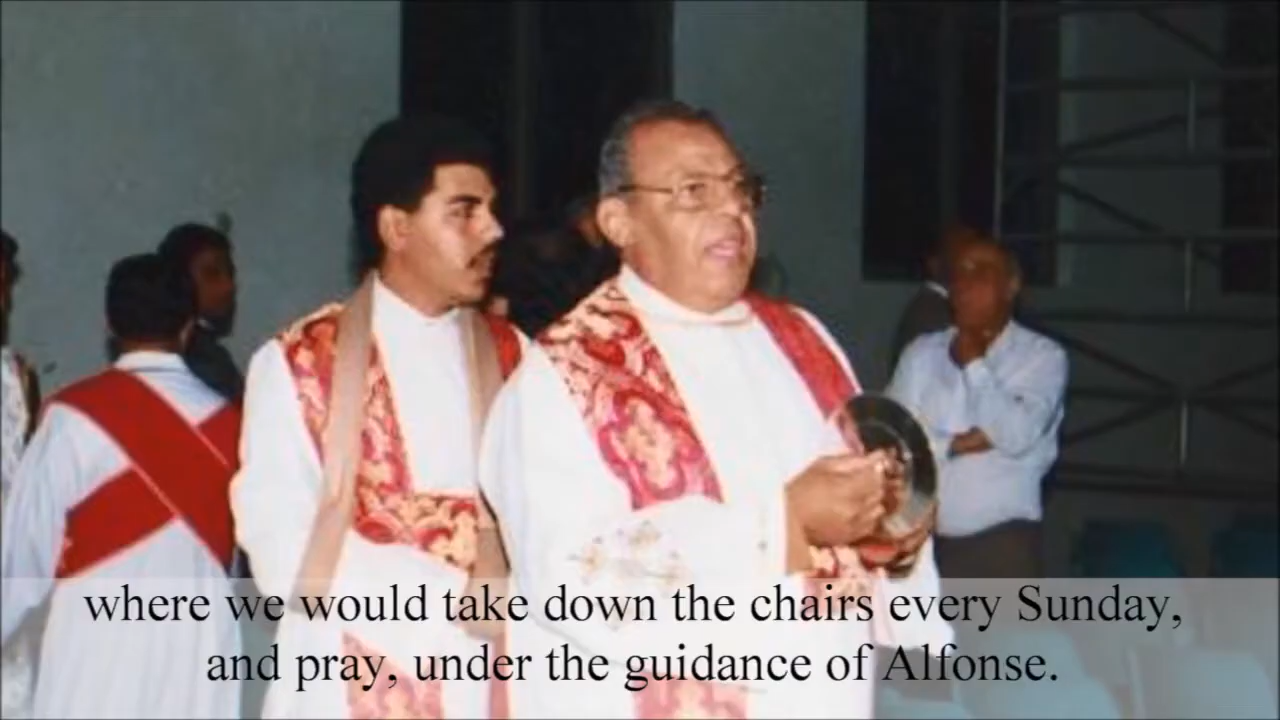 where we would take down the chairs every Sunday,
and pray, under the guidance of Alfonse.